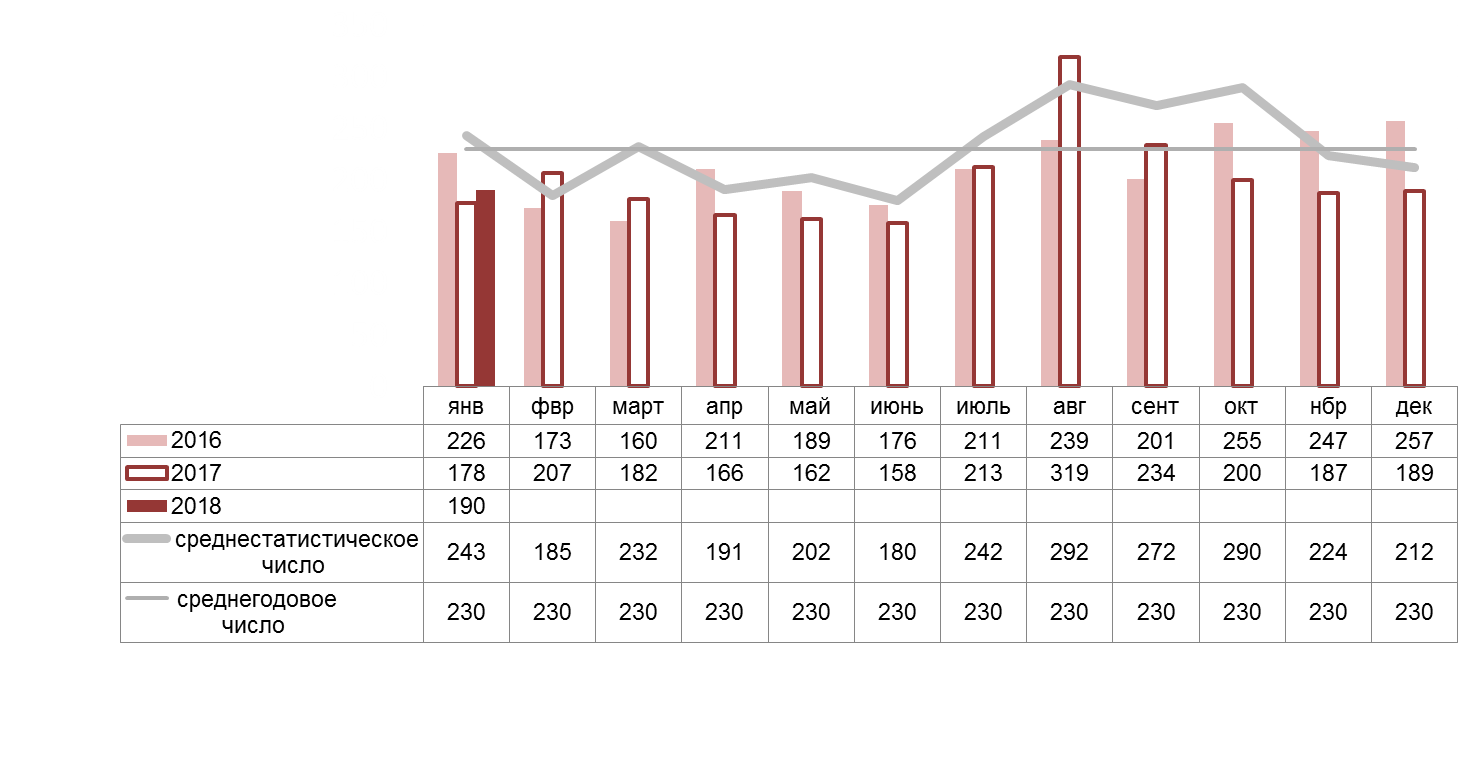 янв фвр март апр май июнь июль авг сент окт нбр дек
2016 226 173 160 211 189 176 211 239 201 255 247 257
2017 178 207 182 166 162 158 213 319 234 200 187 189
2018 190
среднестатистическое
число 243 185 232 191 202 180 242 292 272 290 224 212
среднегодовое
число 230 230 230 230 230 230 230 230 230 230 230 230